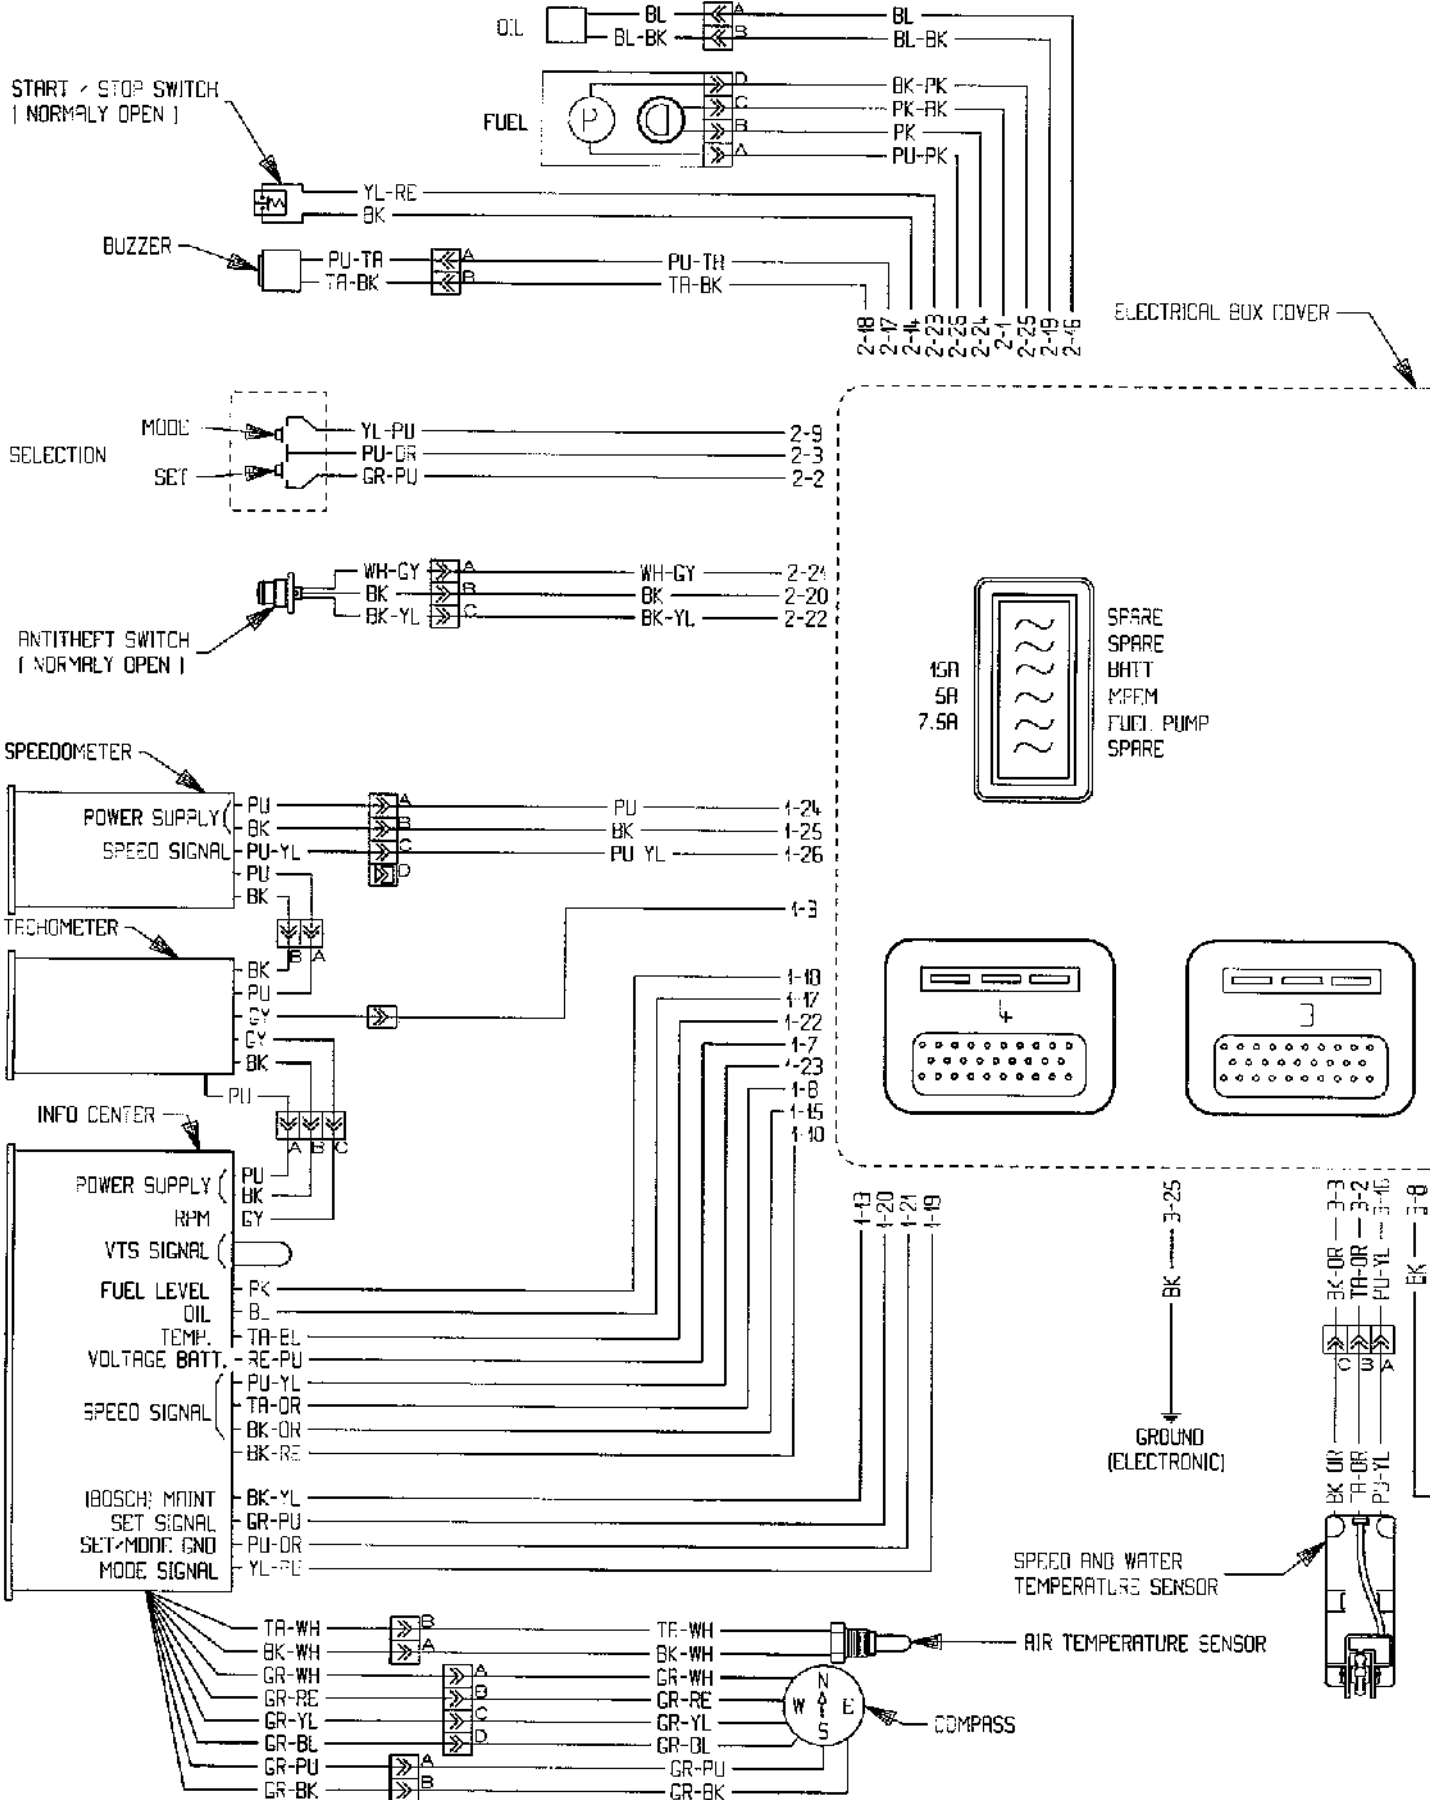 OIL
BL
A
BL
BL-BK
B
BL-BK
START / STOP SWITCH
[ NORMALY OPEN ]
FUEL
P
D
BK-PK
C
PK-BK
B
PK
A
PU-PK
YL-RE
BK
BUZZER
PU-TA
A
PU-TA
TA-BK
B
TA-BK
2-18
2-17
2-14
2-23
2-26
2-24
2-1
2-25
2-19
2-16
ELECTRICAL BOX COVER
SELECTION
MODE
YL-PU
2-9
PU-OR
2-3
SET
GR-PU
2-2
WH-GY
A
WH-GY
BK
B
BK
2-20
BK-YL
C
BK-YL
2-22
ANTITHEFT SWITCH
[ NORMALY OPEN ]
SPARE
SPARE
15A
BATT
5A
MPEM
7.5A
FUEL PUMP
SPARE
SPEEDOMETER
POWER SUPPLY
PU
A
PU
1-24
BK
B
BK
1-25
SPEED SIGNAL
PU-YL
C
PU YL
1-26
PU
D
BK
B
A
1-3
TACHOMETER
BK
PU
GY
GY
BK
PU
A
B
C
1-18
1-17
1-22
1-7
1-23
1-8
1-15
1-10
4
3
INFO CENTER
POWER SUPPLY
PU
BK
RPM
GY
VTS SIGNAL
FUEL LEVEL
PK
OIL
BL
TEMP.
TA-BL
VOLTAGE BATT.
RE-PU
PU-YL
SPEED SIGNAL
TA-OR
BK-OR
BK-RE
(BOSCH) MAINT
BK-YL
SET SIGNAL
GR-PU
SET/MODE GND
PU-OR
MODE SIGNAL
YL-PU
1-13
1-20
1-21
1-19
BK
3-25
GROUND
(ELECTRONIC)
BK-OR
3-3
TA-OR
3-2
PU-YL
3-16
BK
3-8
C
B
A
BK OR
TA-OR
PU-YL
SPEED AND WATER
TEMPERATURE SENSOR
TA-WH
B
TA-WH
BK-WH
A
BK-WH
AIR TEMPERATURE SENSOR
GR-WH
A
GR-WH
GR-RE
B
GR-RE
GR-YL
C
GR-YL
GR-BL
D
GR-BL
GR-PU
A
GR-PU
GR-BK
B
GR-BK
N
W
E
S
COMPASS